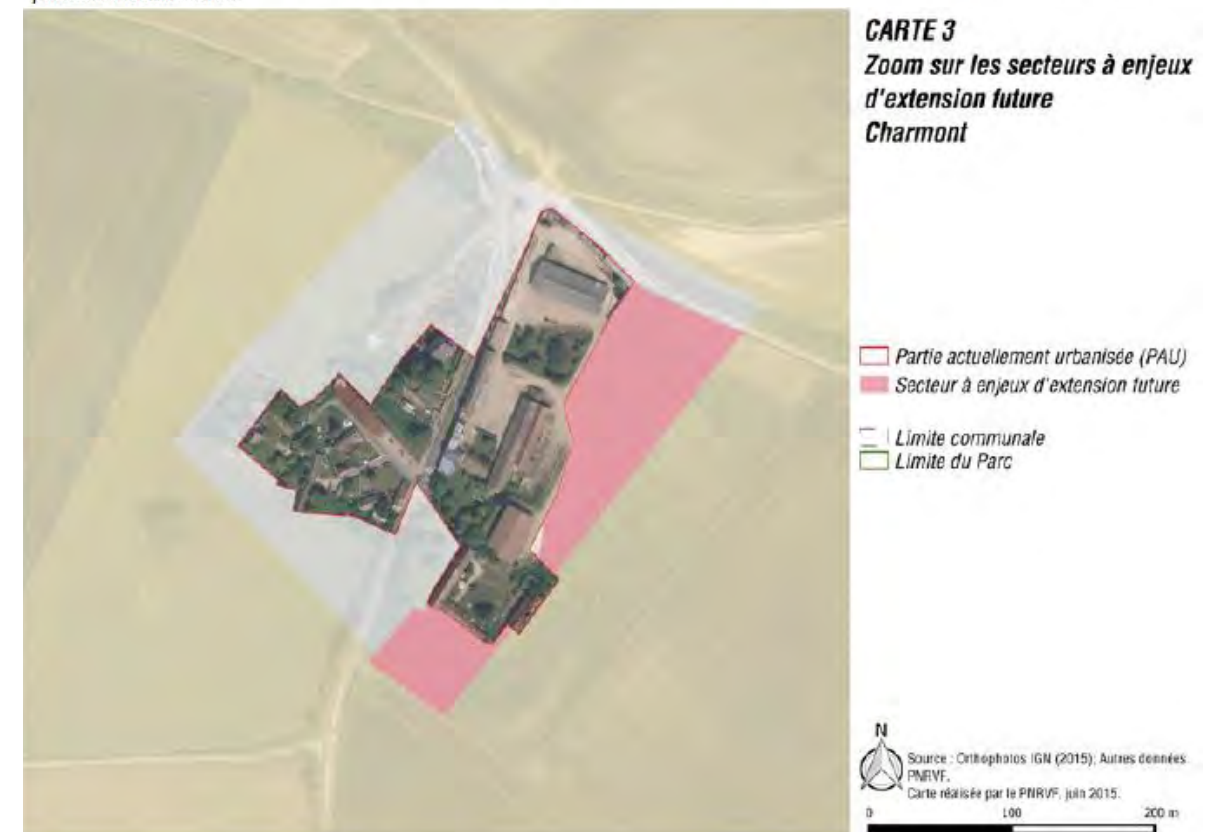 CARTE 3
Zoom sur les secteurs à enjeux
d'extension future
Charmont
Partie actuellement urbanisée (PAU)
Secteur à enjeux d'extension future
Limite communale
Limite du Parc
N
Source : Orthophotos IGN (2015); Autres données
PNRVF.
Carte réalisée par le PNRVF, juin 2015.
0 100 200 m